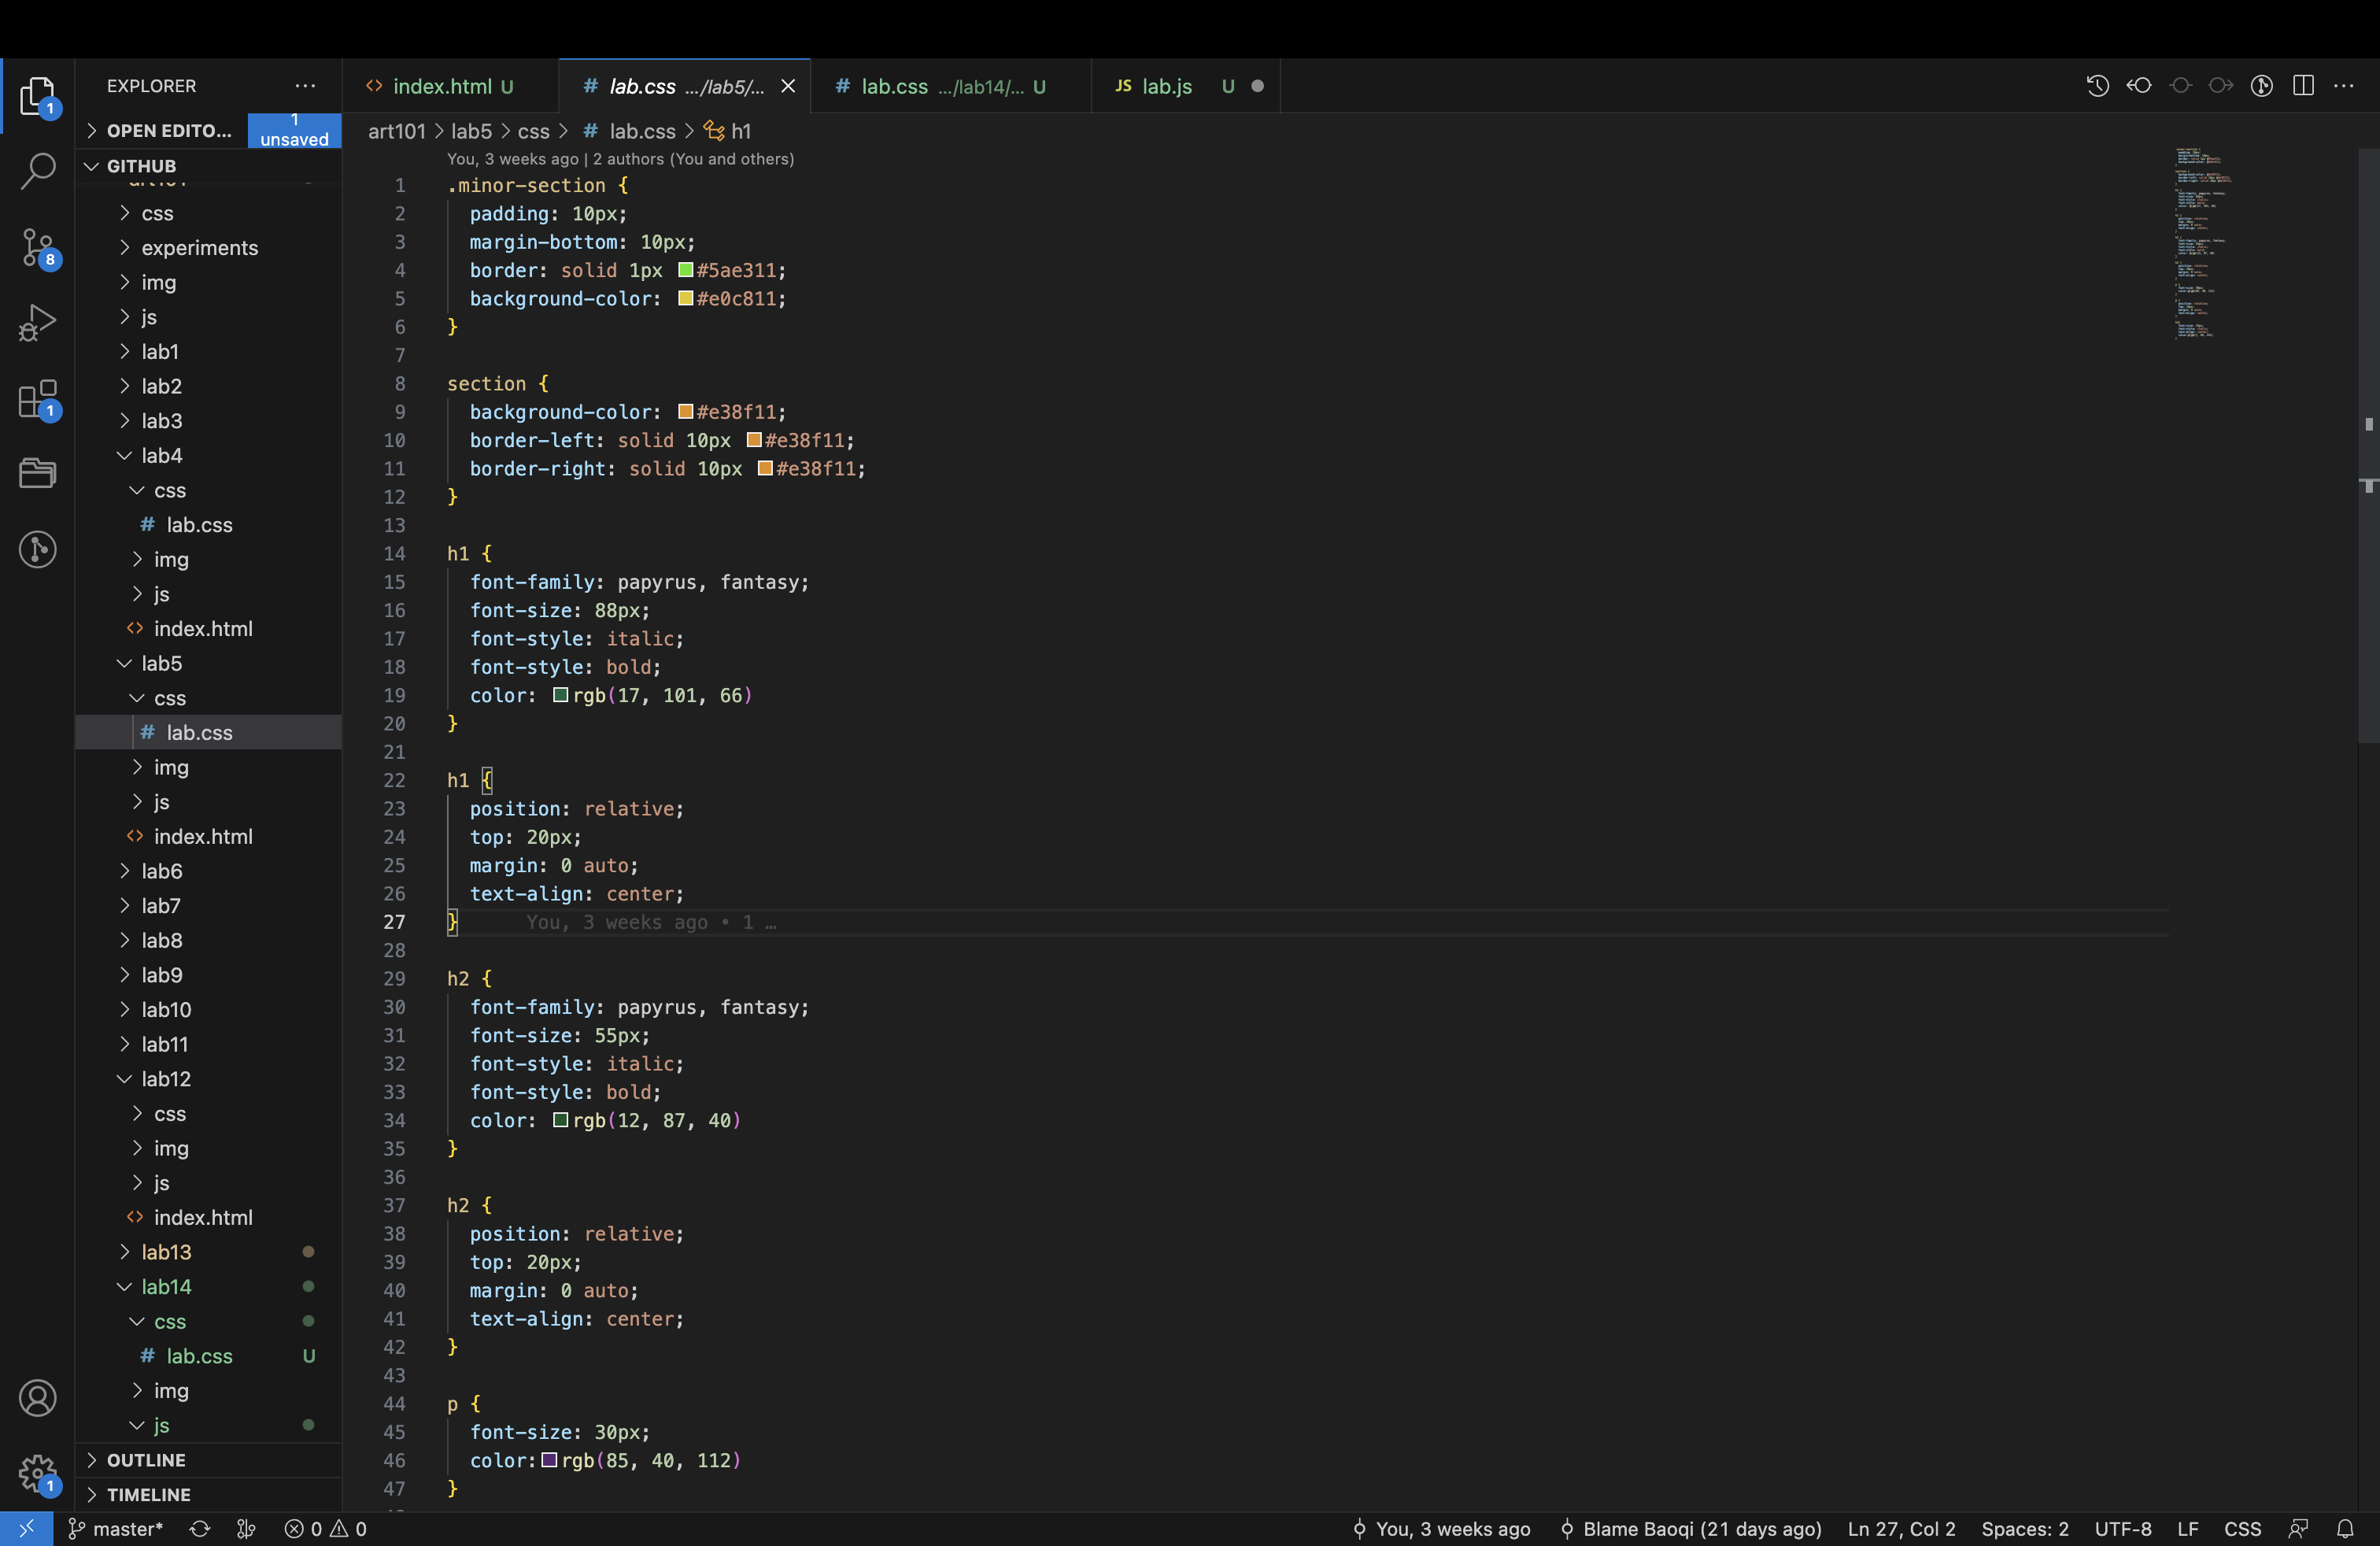 EXPLORER
index.html U
lab.css .../lab5/...
lab.css .../lab14/... U
JS lab.js U
OPEN EDITO...
1 unsaved
art101 > lab5 > css > # lab.css > h1
GITHUB
You, 3 weeks ago | 2 authors (You and others)
css
experiments
img
js
lab1
lab2
lab3
lab4
css
# lab.css
img
js
index.html
lab5
css
# lab.css
img
js
index.html
lab6
lab7
lab8
lab9
lab10
lab11
lab12
css
img
js
index.html
lab13
lab14
css
# lab.css U
img
js
OUTLINE
TIMELINE
1 .minor-section {
2 padding: 10px;
3 margin-bottom: 10px;
4 border: solid 1px #5ae311;
5 background-color: #e0c811;
6 }
7
8 section {
9 background-color: #e38f11;
10 border-left: solid 10px #e38f11;
11 border-right: solid 10px #e38f11;
12 }
13
14 h1 {
15 font-family: papyrus, fantasy;
16 font-size: 88px;
17 font-style: italic;
18 font-style: bold;
19 color: rgb(17, 101, 66)
20 }
21
22 h1 {
23 position: relative;
24 top: 20px;
25 margin: 0 auto;
26 text-align: center;
27 } You, 3 weeks ago • 1 …
28
29 h2 {
30 font-family: papyrus, fantasy;
31 font-size: 55px;
32 font-style: italic;
33 font-style: bold;
34 color: rgb(12, 87, 40)
35 }
36
37 h2 {
38 position: relative;
39 top: 20px;
40 margin: 0 auto;
41 text-align: center;
42 }
43
44 p {
45 font-size: 30px;
46 color: rgb(85, 40, 112)
47 }
1
8
1
1
master* 0 0 You, 3 weeks ago Blame Baoqi (21 days ago) Ln 27, Col 2 Spaces: 2 UTF-8 LF CSS